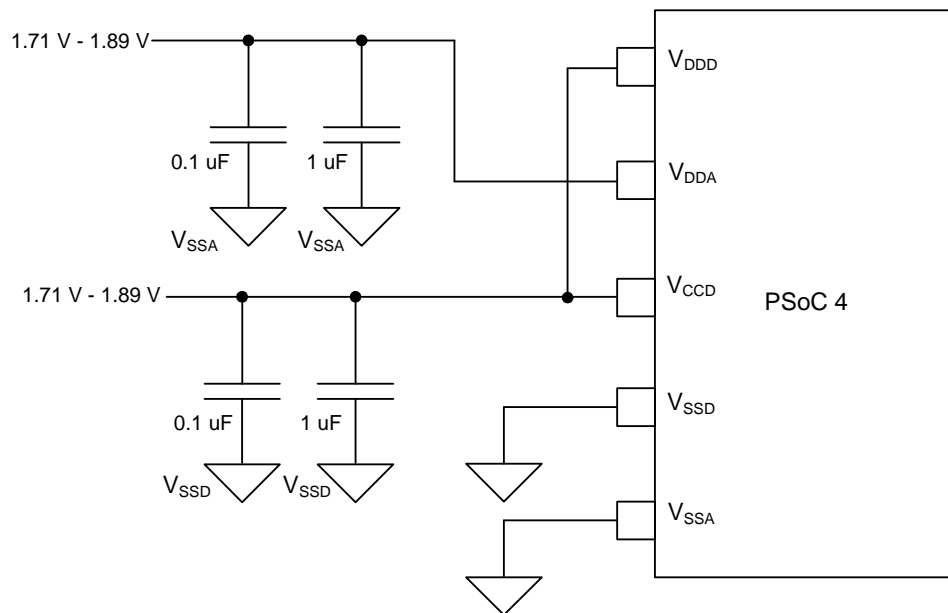 1.71 V - 1.89 V
VDDD
0.1 uF
1 uF
VDDA
VSSA
VSSA
1.71 V - 1.89 V
VCCD
PSoC 4
0.1 uF
1 uF
VSSD
VSSD
VSSD
VSSA